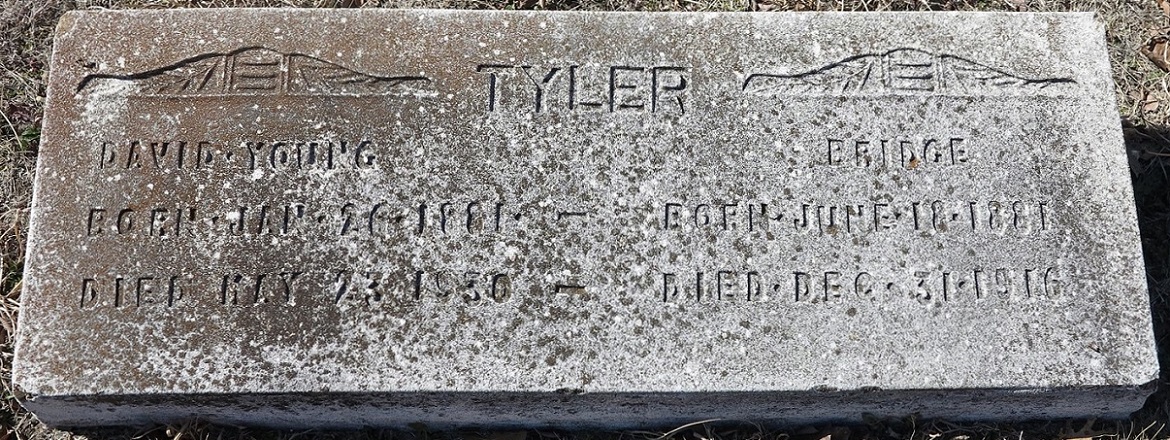 TYLER
DAVID·YOUNG BRIDGE
BORN·JAN·26·1881· — BORN·JUNE·18·1881
DIED MAY 23·1950 — DIED·DEC·31·1916